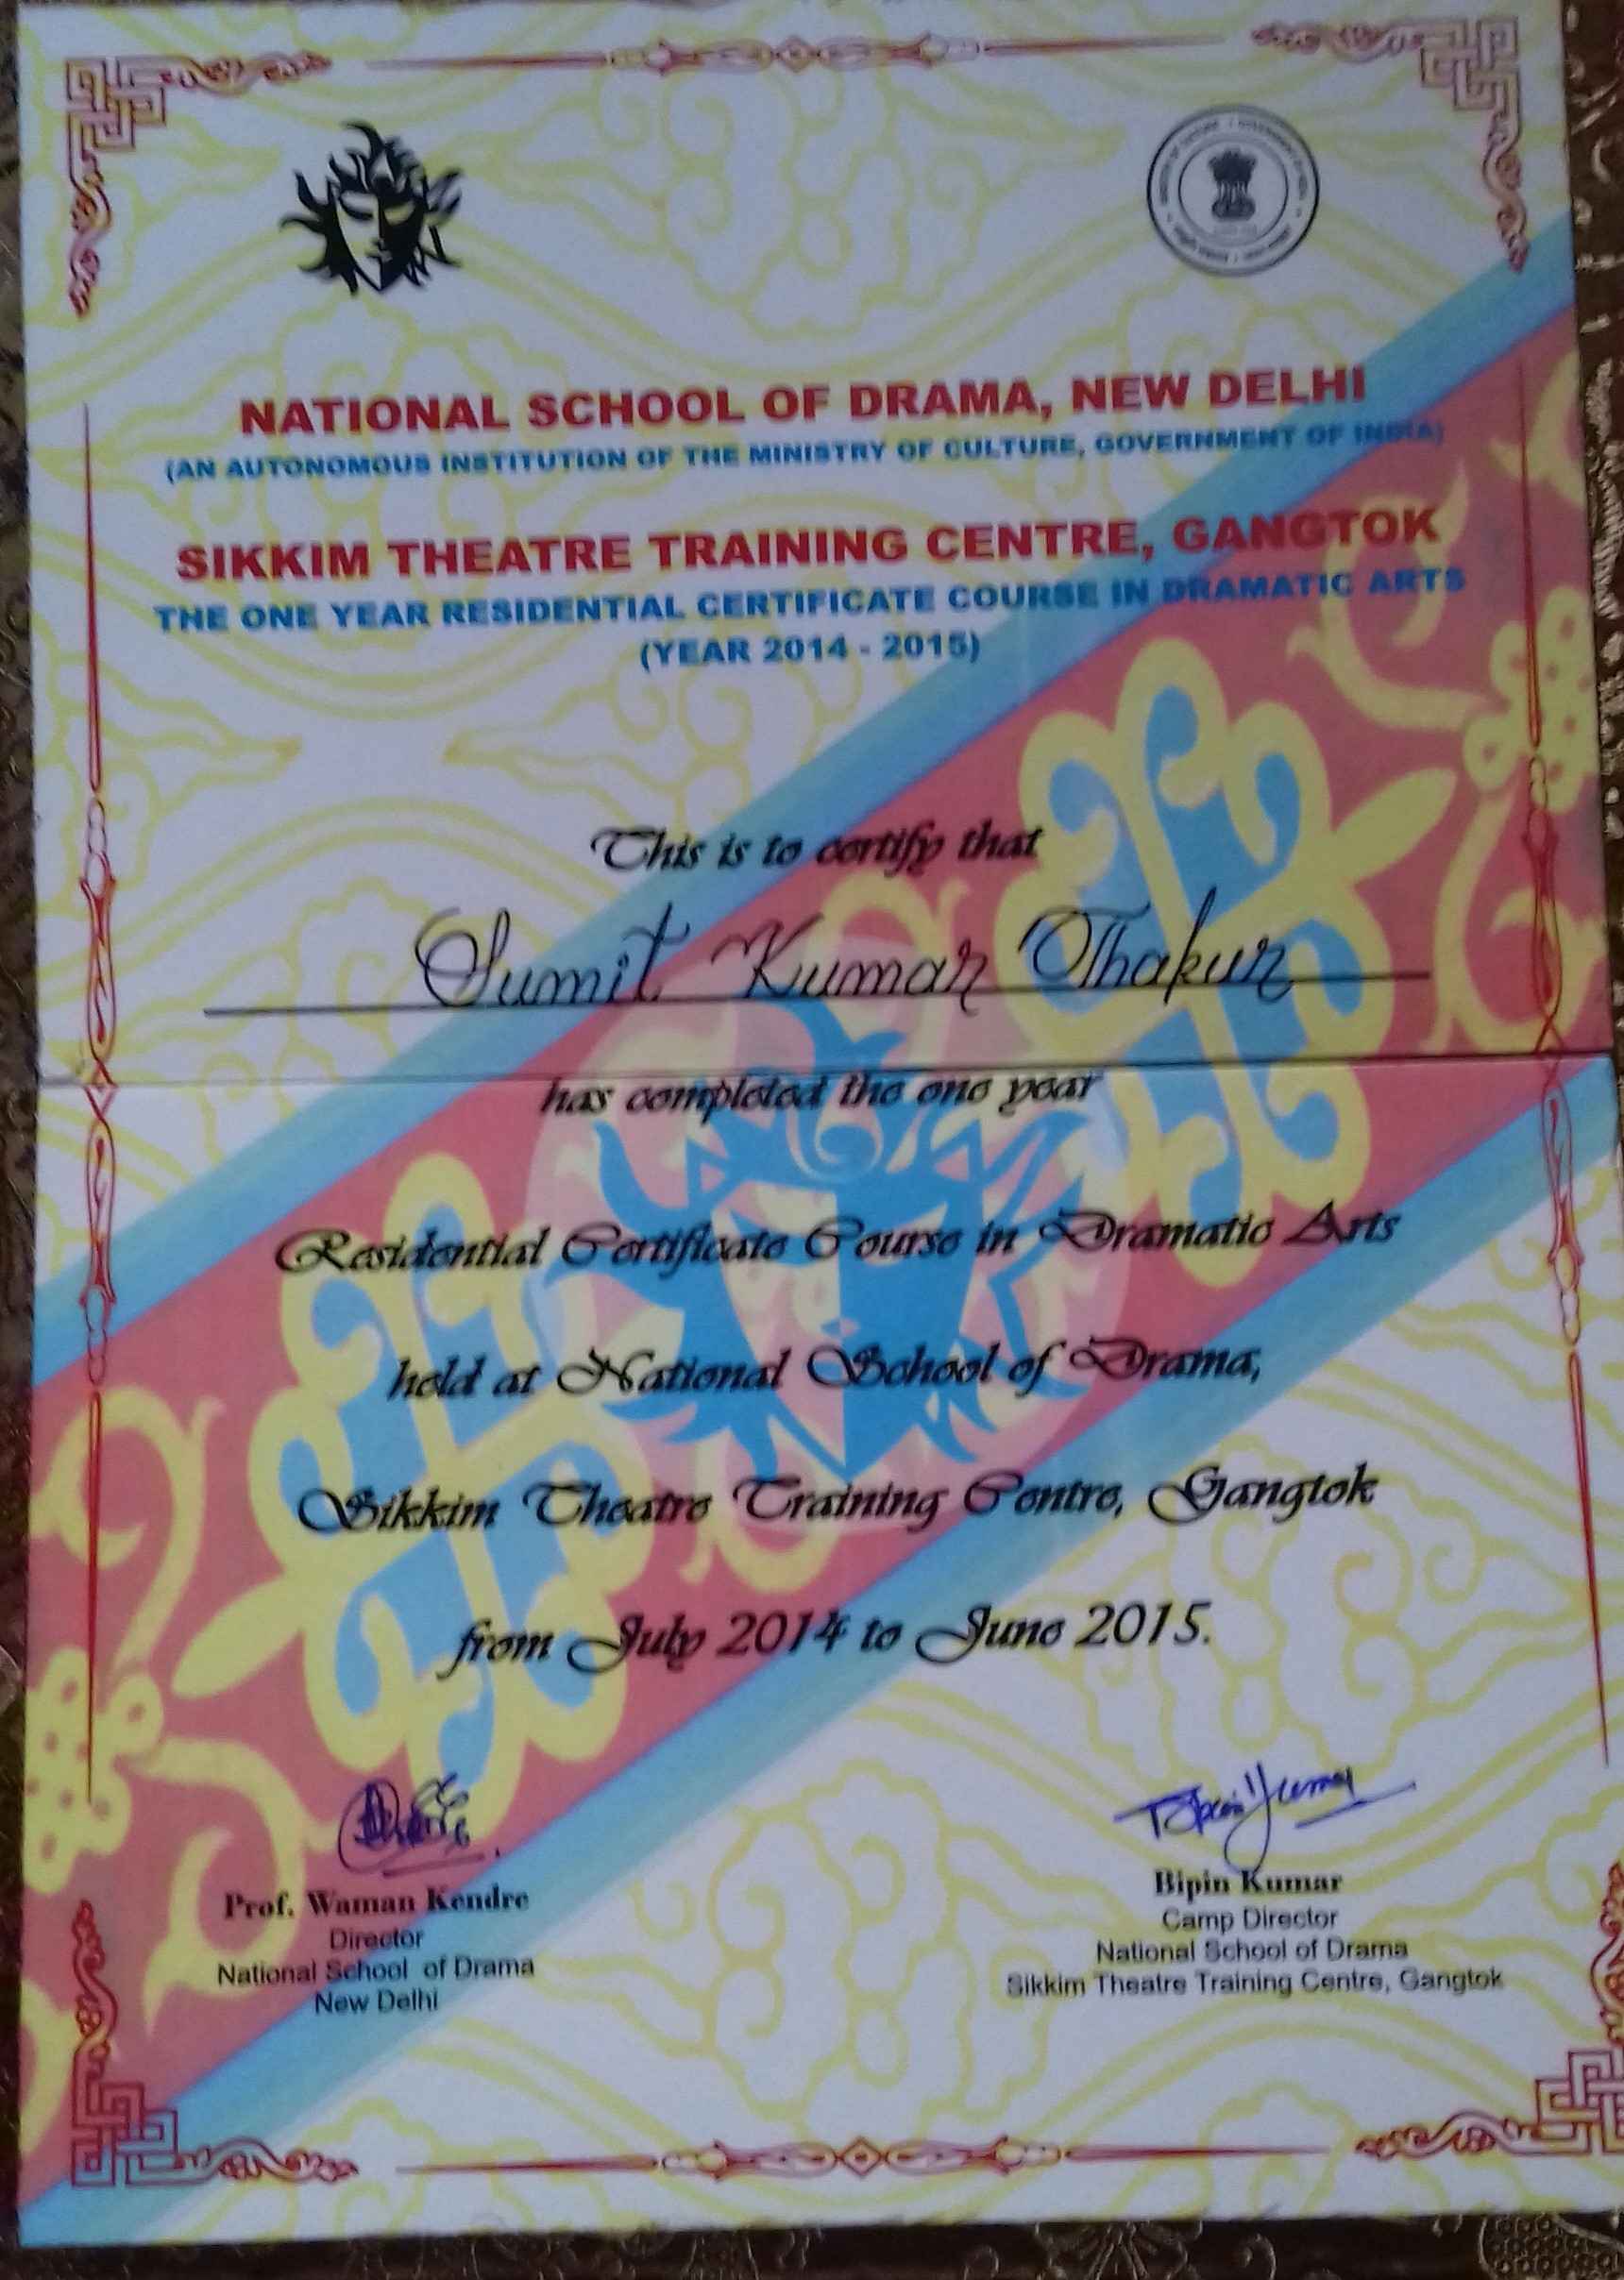 NATIONAL SCHOOL OF DRAMA, NEW DELHI
(AN AUTONOMOUS INSTITUTION OF THE MINISTRY OF CULTURE, GOVERNMENT OF INDIA)
SIKKIM THEATRE TRAINING CENTRE, GANGTOK
THE ONE YEAR RESIDENTIAL CERTIFICATE COURSE IN DRAMATIC ARTS
(YEAR 2014 - 2015)
This is to certify that
Sumit Kumar Thakur
has completed the one year
Residential Certificate Course in Dramatic Arts
held at National School of Drama,
Sikkim Theatre Training Centre, Gangtok
from July 2014 to June 2015.
Prof. Waman Kendre
Director
National School of Drama
New Delhi
Bipin Kumar
Camp Director
National School of Drama
Sikkim Theatre Training Centre, Gangtok